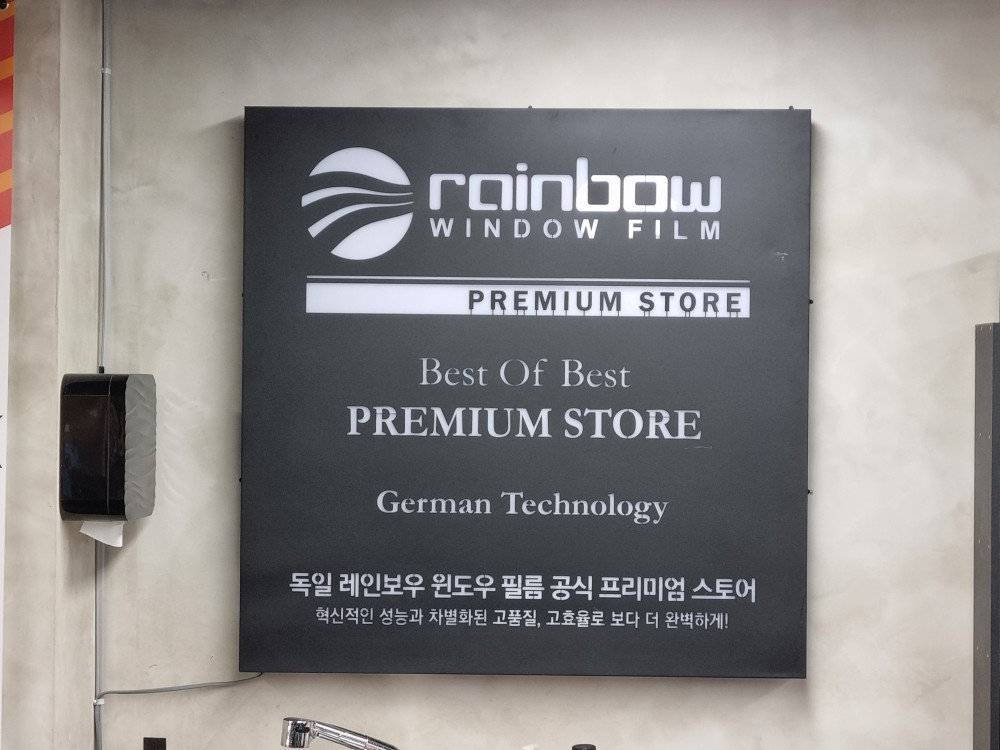 rainbow
WINDOW FILM
PREMIUM STORE
Best Of Best
PREMIUM STORE
German Technology
독일 레인보우 윈도우 필름 공식 프리미엄 스토어
혁신적인 성능과 차별화된 고품질, 고효율로 보다 더 완벽하게!